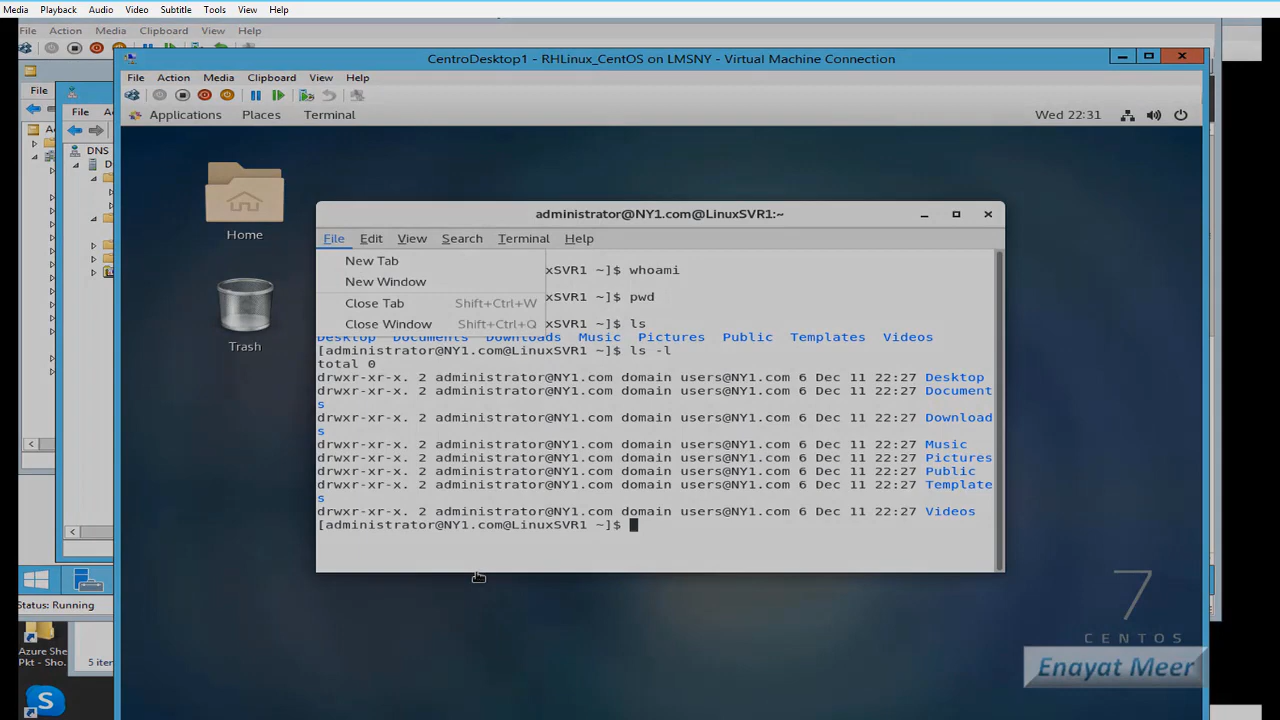 Media Playback Audio Video Subtitle Tools View Help
File Action Media Clipboard View Help
CentroDesktop1 - RHLinux_CentOS on LMSNY - Virtual Machine Connection
File Action Media Clipboard View Help
File
File
Applications Places Terminal Wed 22:31
DNS
Home
Trash
administrator@NY1.com@LinuxSVR1:~
File Edit View Search Terminal Help
New Tab
New Window
Close Tab Shift+Ctrl+W
Close Window Shift+Ctrl+Q
xSVR1 ~]$ whoami
xSVR1 ~]$ pwd
xSVR1 ~]$ ls
Desktop Documents Downloads Music Pictures Public Templates Videos
[administrator@NY1.com@LinuxSVR1 ~]$ ls -l
total 0
drwxr-xr-x. 2 administrator@NY1.com domain users@NY1.com 6 Dec 11 22:27 Desktop
drwxr-xr-x. 2 administrator@NY1.com domain users@NY1.com 6 Dec 11 22:27 Document
s
drwxr-xr-x. 2 administrator@NY1.com domain users@NY1.com 6 Dec 11 22:27 Download
s
drwxr-xr-x. 2 administrator@NY1.com domain users@NY1.com 6 Dec 11 22:27 Music
drwxr-xr-x. 2 administrator@NY1.com domain users@NY1.com 6 Dec 11 22:27 Pictures
drwxr-xr-x. 2 administrator@NY1.com domain users@NY1.com 6 Dec 11 22:27 Public
drwxr-xr-x. 2 administrator@NY1.com domain users@NY1.com 6 Dec 11 22:27 Template
s
drwxr-xr-x. 2 administrator@NY1.com domain users@NY1.com 6 Dec 11 22:27 Videos
[administrator@NY1.com@LinuxSVR1 ~]$
Status: Running
Azure She
Pkt - Sho...
5 iter
7
CENTOS
Enayat Meer